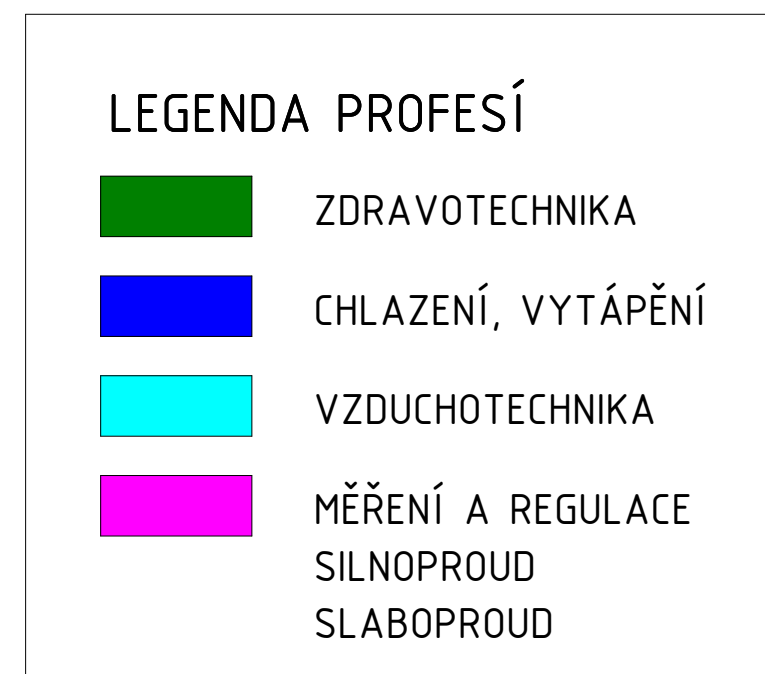 LEGENDA PROFESÍ
ZDRAVOTECHNIKA
CHLAZENÍ, VYTÁPĚNÍ
VZDUCHOTECHNIKA
MĚŘENÍ A REGULACE
SILNOPROUD
SLABOPROUD